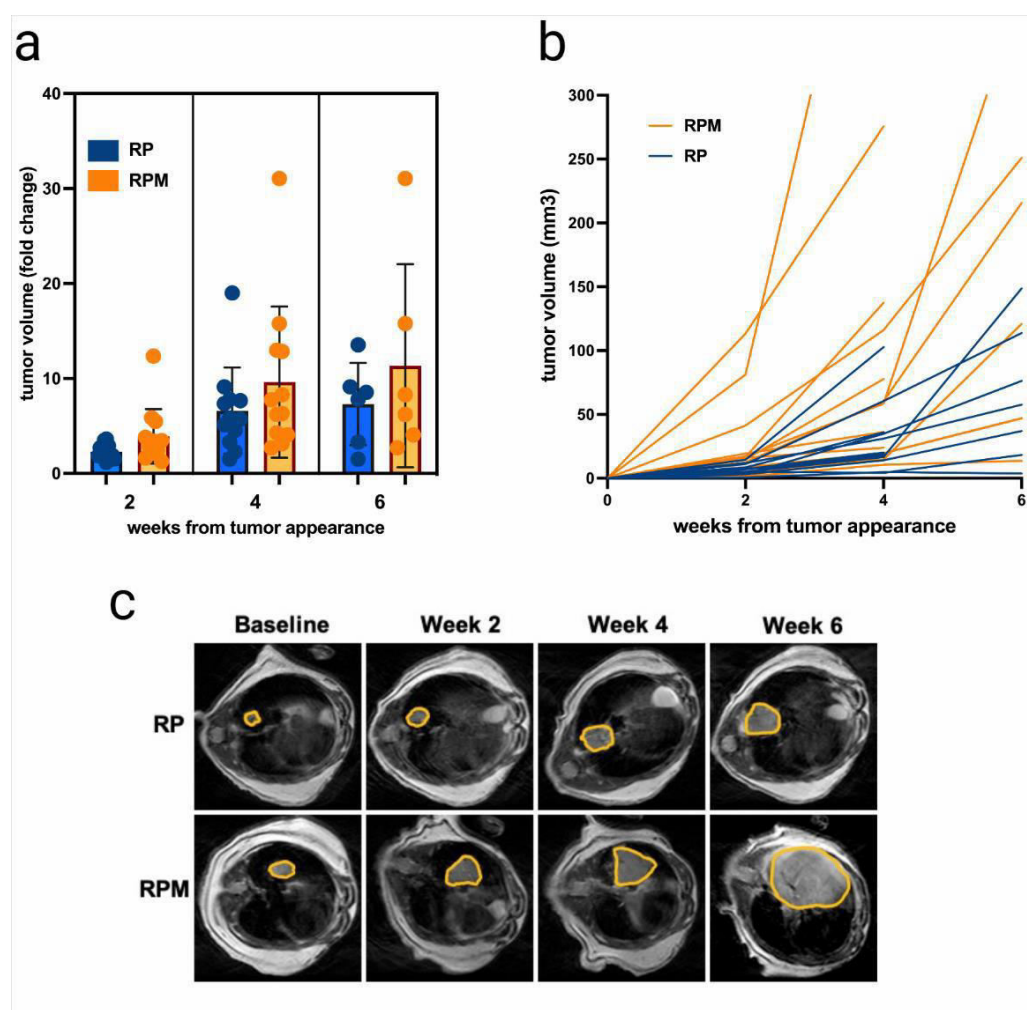 a
40
30
20
10
0
tumor volume (fold change)
RP
RPM
2 4 6
weeks from tumor appearance
b
300
250
200
150
100
50
0
tumor volume (mm3)
RPM
RP
0 2 4 6
weeks from tumor appearance
c
Baseline Week 2 Week 4 Week 6
RP
RPM